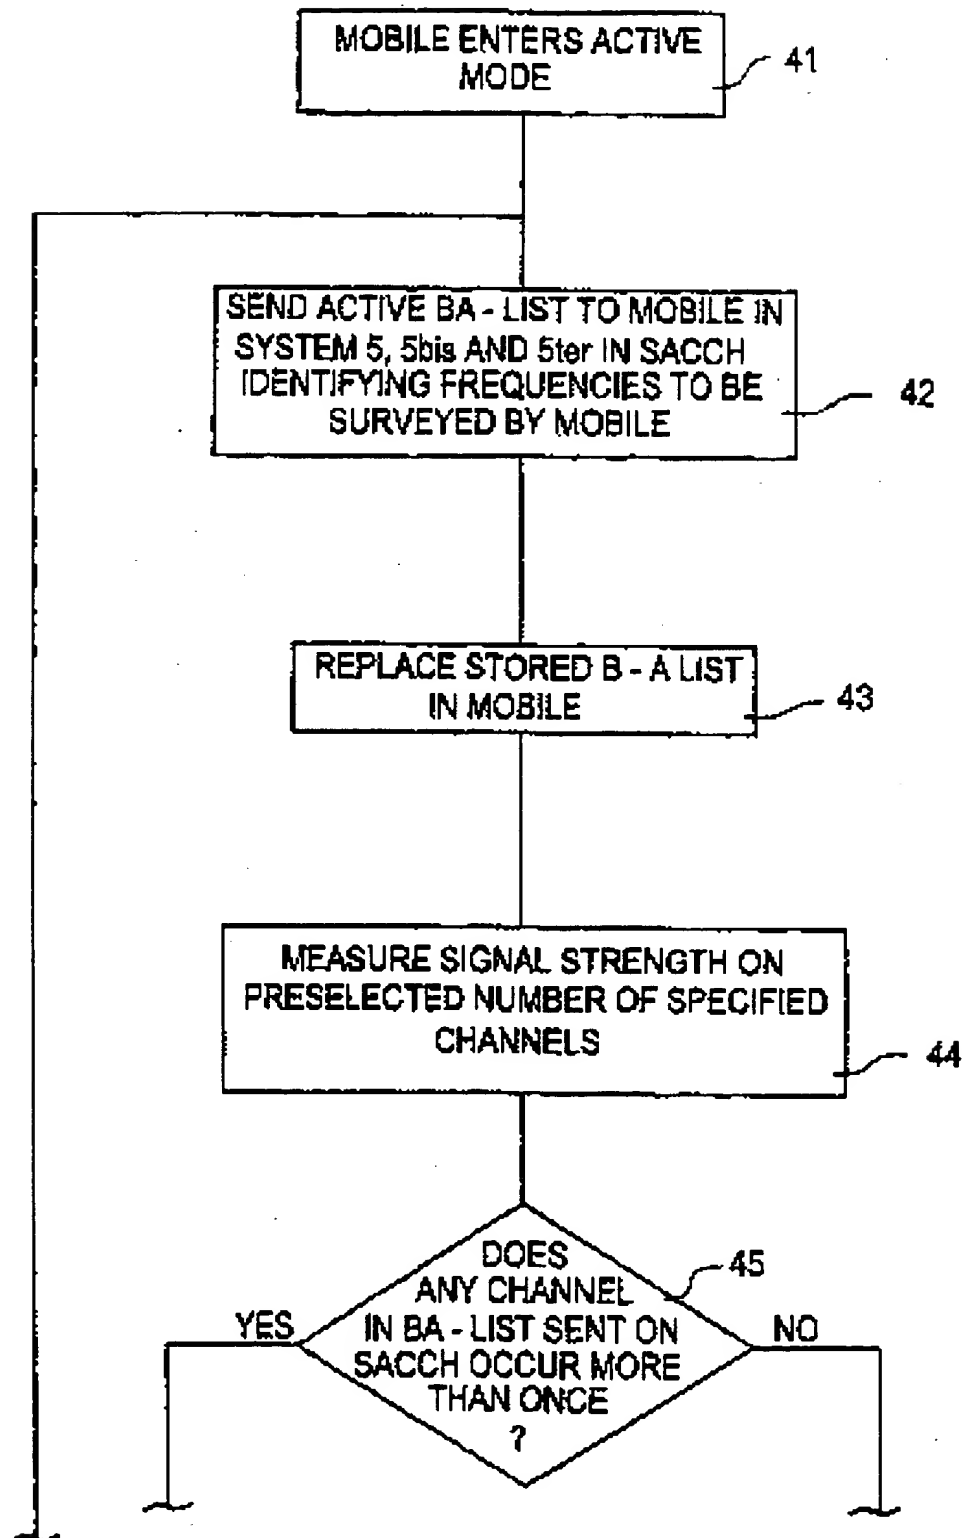 MOBILE ENTERS ACTIVE
MODE
41
SEND ACTIVE BA - LIST TO MOBILE IN
SYSTEM 5, 5bis AND 5ter IN SACCH
IDENTIFYING FREQUENCIES TO BE
SURVEYED BY MOBILE
42
REPLACE STORED B - A LIST
IN MOBILE
43
MEASURE SIGNAL STRENGTH ON
PRESELECTED NUMBER OF SPECIFIED
CHANNELS
44
DOES
ANY CHANNEL
IN BA - LIST SENT ON
SACCH OCCUR MORE
THAN ONCE
?
45
YES
NO